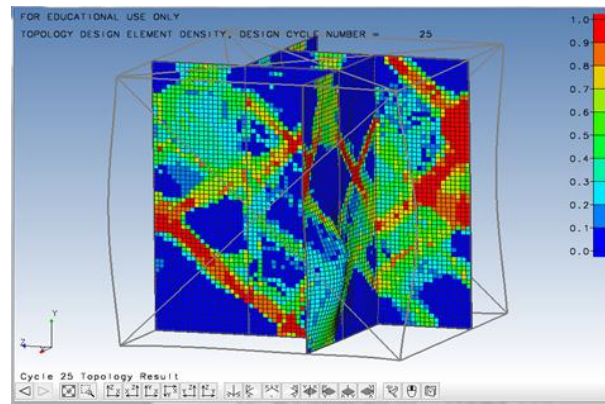 FOR EDUCATIONAL USE ONLY
TOPOLOGY DESIGN ELEMENT DENSITY, DESIGN CYCLE NUMBER = 25
1.0
0.9
0.8
0.7
0.6
0.5
0.4
0.3
0.2
0.1
0.0
Y
Z
Cycle 25 Topology Result